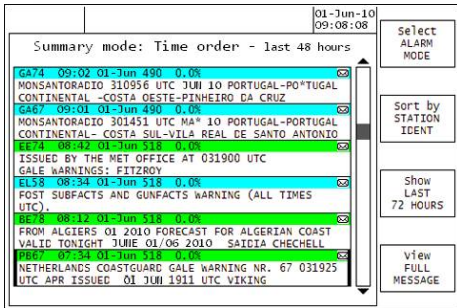 01-Jun-10
09:08:08
Summary mode: Time order - last 48 hours
GA74 09:02 01-Jun 490 0.0%
MONSANTORADIO 310956 UTC JUN 10 PORTUGAL-PO*TUGAL
CONTINENTAL -COSTA OESTE-PINHEIRO DA CRUZ
GA67 09:01 01-Jun 490 0.0%
MONSANTORADIO 301451 UTC MA* 10 PORTUGAL-PORTUGAL
CONTINENTAL- COSTA SUL-VILA REAL DE SANTO ANTONIO
EE74 08:42 01-Jun 518 0.0%
ISSUED BY THE MET OFFICE AT 031900 UTC
GALE WARNINGS: FITZROY
EL58 08:34 01-Jun 518 0.0%
FOST SUBFACTS AND GUNFACTS WARNING (ALL TIMES
UTC).
BE78 08:12 01-Jun 518 0.0%
FROM ALGIERS 01 2010 FORECAST FOR ALGERIAN COAST
VALID TONIGHT JUNE 01/06 2010 SAIDIA CHECHELL
PB67 07:34 01-Jun 518 0.0%
NETHERLANDS COASTGUARD GALE WARNING NR. 67 031925
UTC APR ISSUED ÖI JUN 1911 UTC VIKING
Select
ALARM
MODE
Sort by
STATION
IDENT
Show
LAST
72 HOURS
View
FULL
MESSAGE